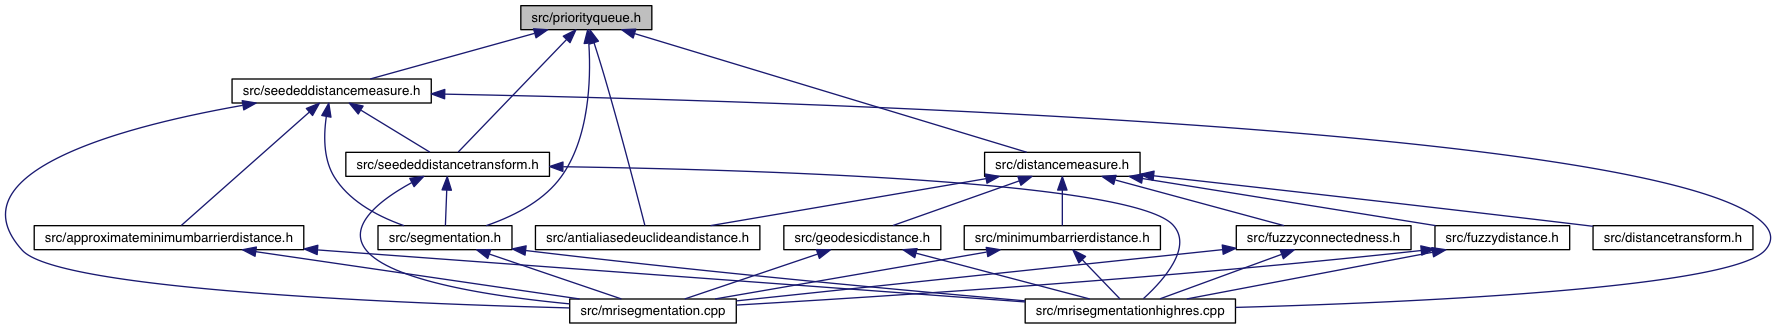 src/priorityqueue.h
src/seededdistancemeasure.h
src/seededdistancetransform.h
src/distancemeasure.h
src/approximateminimumbarrierdistance.h
src/segmentation.h
src/antialiasedeuclideandistance.h
src/geodesicdistance.h
src/minimumbarrierdistance.h
src/fuzzyconnectedness.h
src/fuzzydistance.h
src/distancetransform.h
src/mrisegmentation.cpp
src/mrisegmentationhighres.cpp